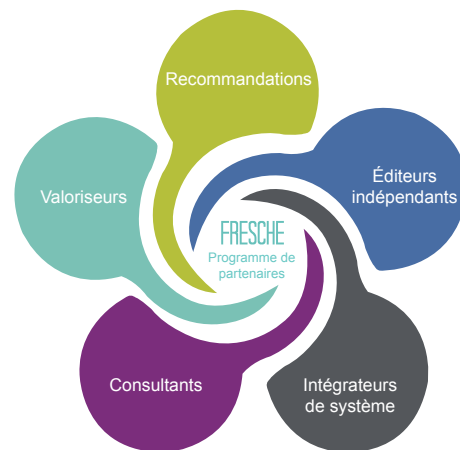 Recommandations
Éditeurs
indépendants
Valoriseurs
FRESCHE
Programme de
partenaires
Consultants
Intégrateurs
de système